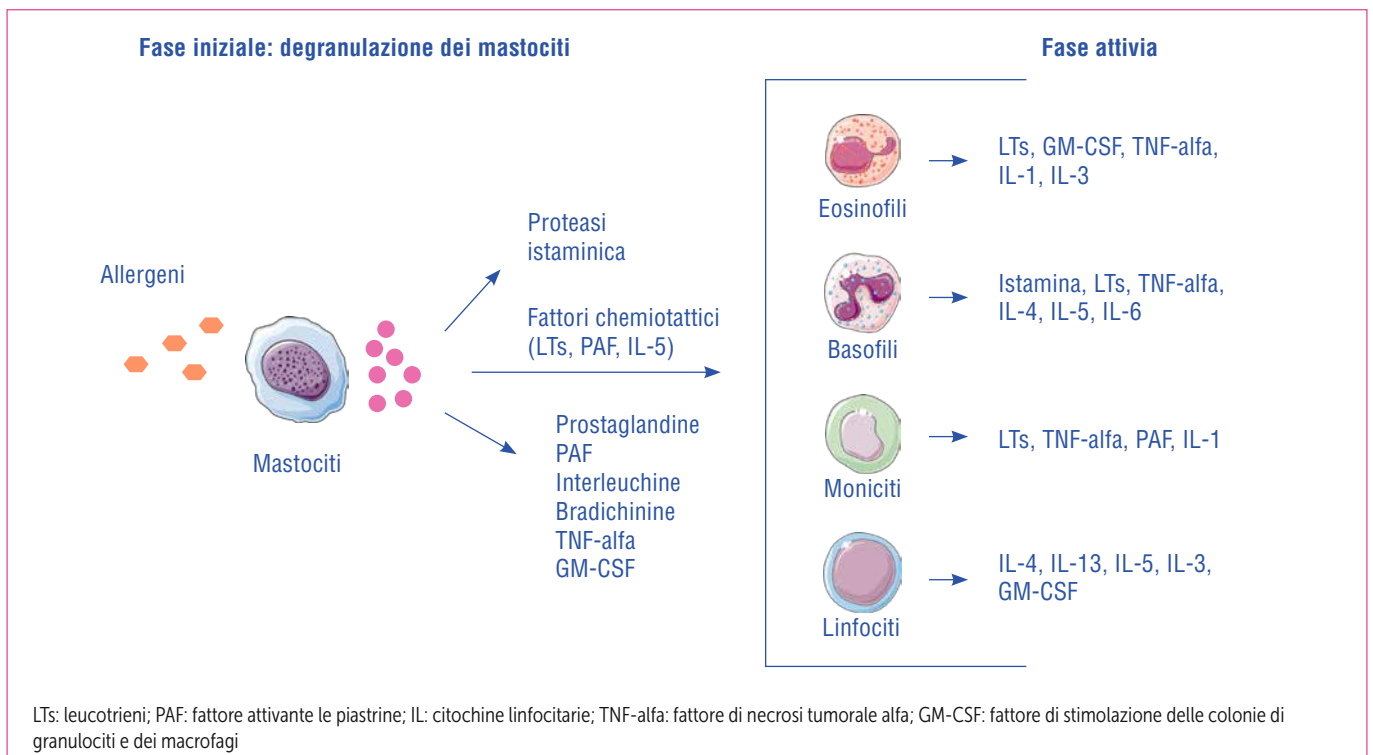 Fase iniziale: degranulazione dei mastociti
Fase attivia
Allergeni
Mastociti
Proteasi
istaminica
Fattori chemiotattici
(LTs, PAF, IL-5)
Prostaglandine
PAF
Interleuchine
Bradichinine
TNF-alfa
GM-CSF
Eosinofili
LTs, GM-CSF, TNF-alfa,
IL-1, IL-3
Basofili
Istamina, LTs, TNF-alfa,
IL-4, IL-5, IL-6
Moniciti
LTs, TNF-alfa, PAF, IL-1
Linfociti
IL-4, IL-13, IL-5, IL-3,
GM-CSF
LTs: leucotrieni; PAF: fattore attivante le piastrine; IL: citochine linfocitarie; TNF-alfa: fattore di necrosi tumorale alfa; GM-CSF: fattore di stimolazione delle colonie di
granulociti e dei macrofagi